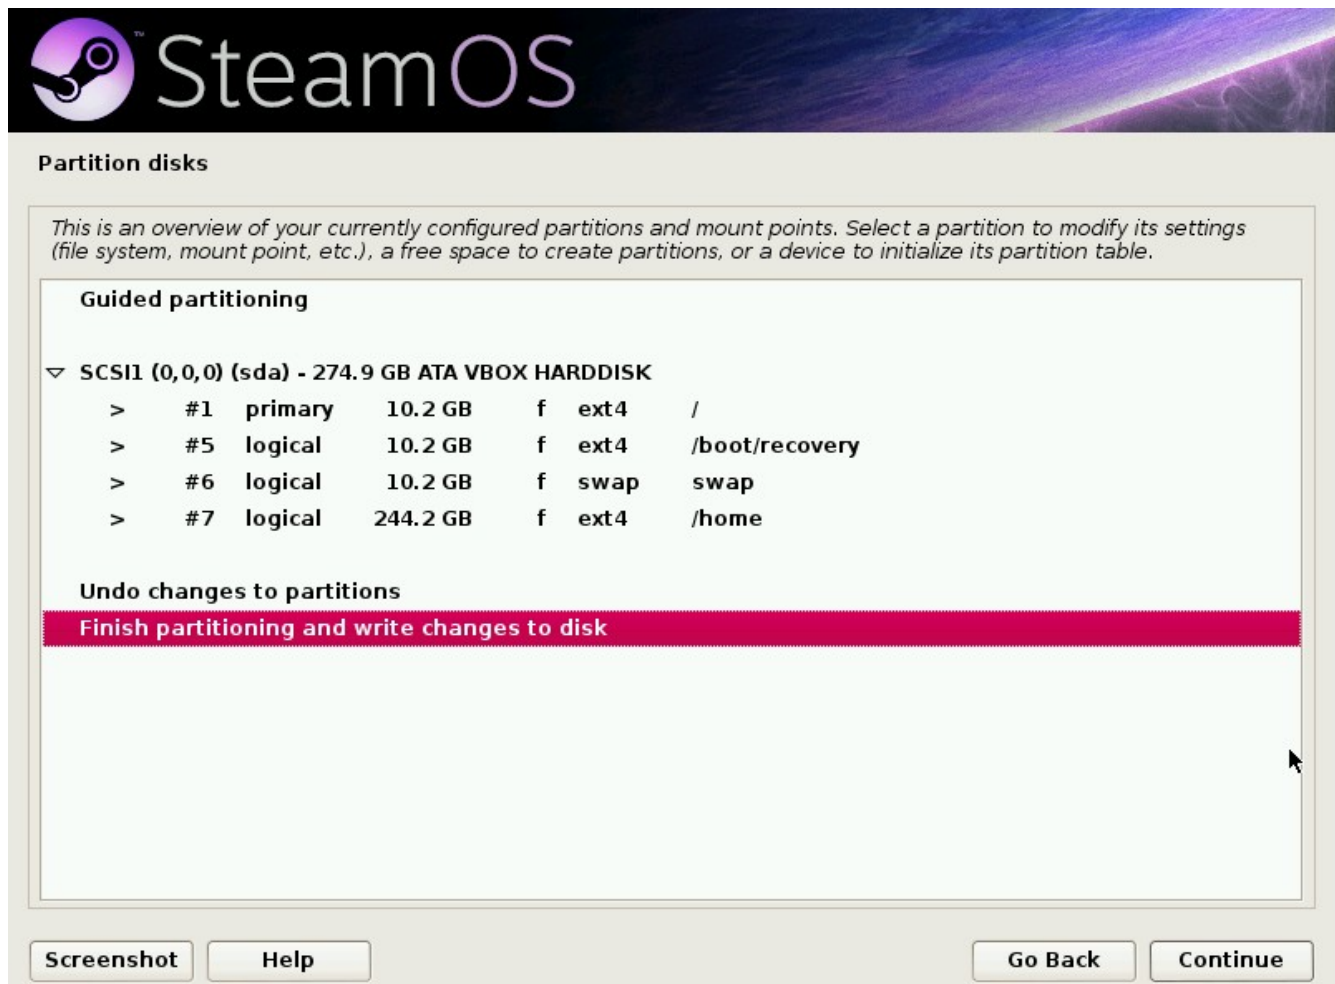 SteamOS™
Partition disks
This is an overview of your currently configured partitions and mount points. Select a partition to modify its settings
(file system, mount point, etc.), a free space to create partitions, or a device to initialize its partition table.
Guided partitioning
SCSI1 (0,0,0) (sda) - 274.9 GB ATA VBOX HARDDISK
> #1 primary 10.2 GB f ext4 /
> #5 logical 10.2 GB f ext4 /boot/recovery
> #6 logical 10.2 GB f swap swap
> #7 logical 244.2 GB f ext4 /home
Undo changes to partitions
Finish partitioning and write changes to disk
Screenshot Help Go Back Continue